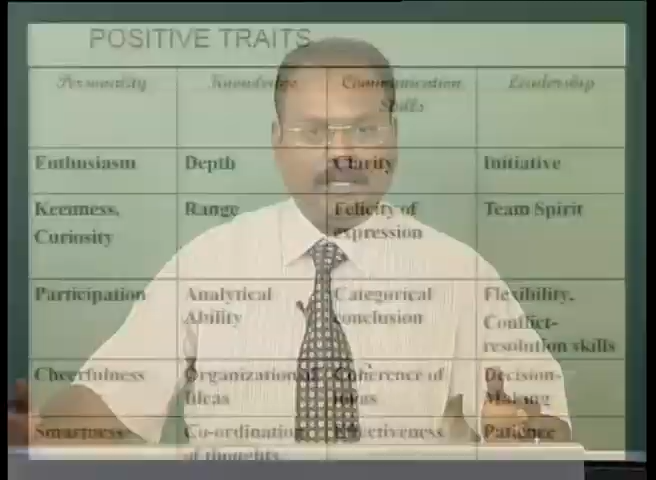 POSITIVE TRAITS
Personality Knowledge Communication Skills Leadership
Enthusiasm Depth Clarity Initiative
Keenness, Curiosity Range Felicity of expression Team Spirit
Participation Analytical Ability Categorical conclusion Flexibility, Conflict-resolution skills
Cheerfulness Organizational Ideas Coherence of ideas Decision-Making
Smartness Co-ordination of thoughts Effectiveness Patience